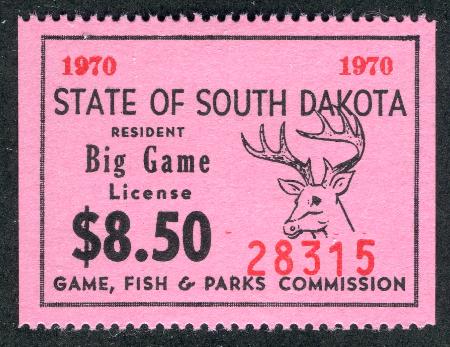 1970 1970
STATE OF SOUTH DAKOTA
RESIDENT
Big Game
License
$8.50
28315
GAME, FISH & PARKS COMMISSION